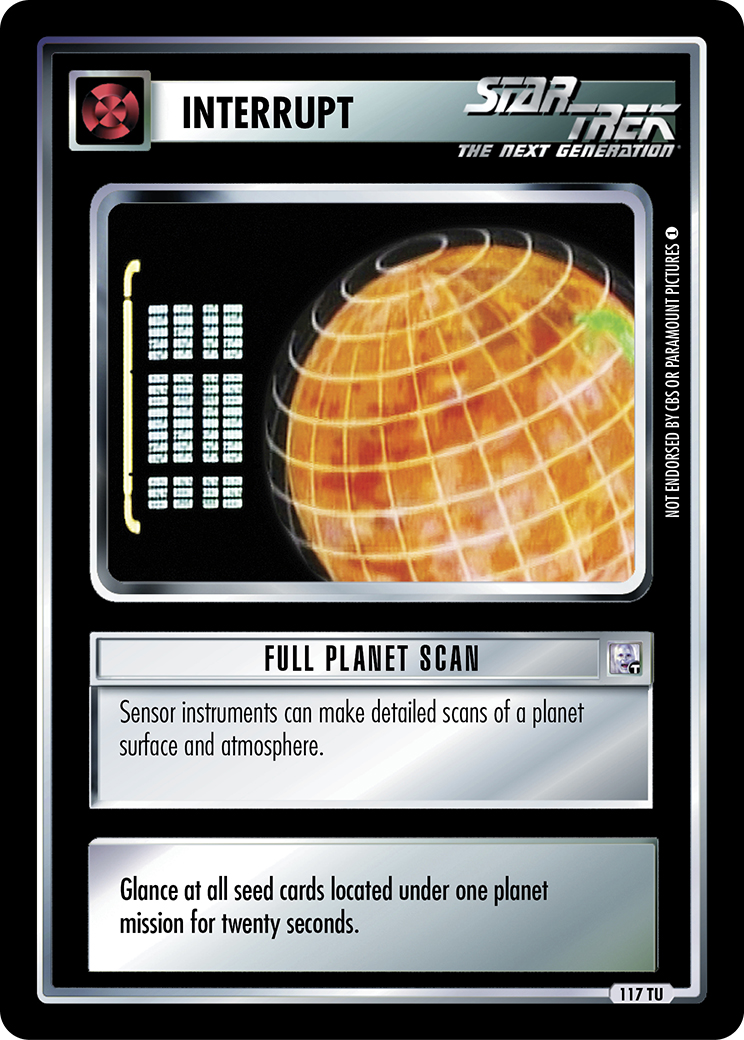 INTERRUPT
STAR TREK
THE NEXT GENERATION
NOT ENDORSED BY CBS OR PARAMOUNT PICTURES 1
FULL PLANET SCAN
T
Sensor instruments can make detailed scans of a planet
surface and atmosphere.
Glance at all seed cards located under one planet
mission for twenty seconds.
117 TU